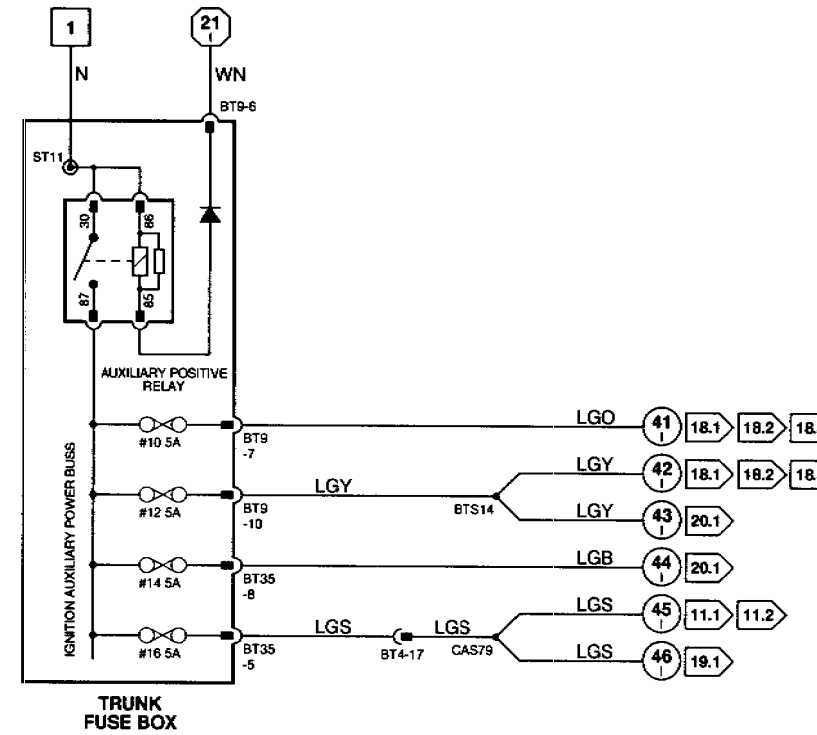 1
21
I
N
WN
BT9-6
ST11
30
86
87
85
AUXILIARY POSITIVE
RELAY
IGNITION AUXILIARY POWER BUSS
#10 5A
BT9
-7
LGO
41
I
18.1
18.2
18.
#12 5A
BT9
-10
LGY
BTS14
LGY
42
I
18.1
18.2
18.
LGY
43
I
20.1
#14 5A
BT35
-8
LGB
44
I
20.1
#16 5A
BT35
-5
LGS
BT4-17
LGS
CAS79
LGS
45
I
11.1
11.2
LGS
46
I
19.1
TRUNK
FUSE BOX